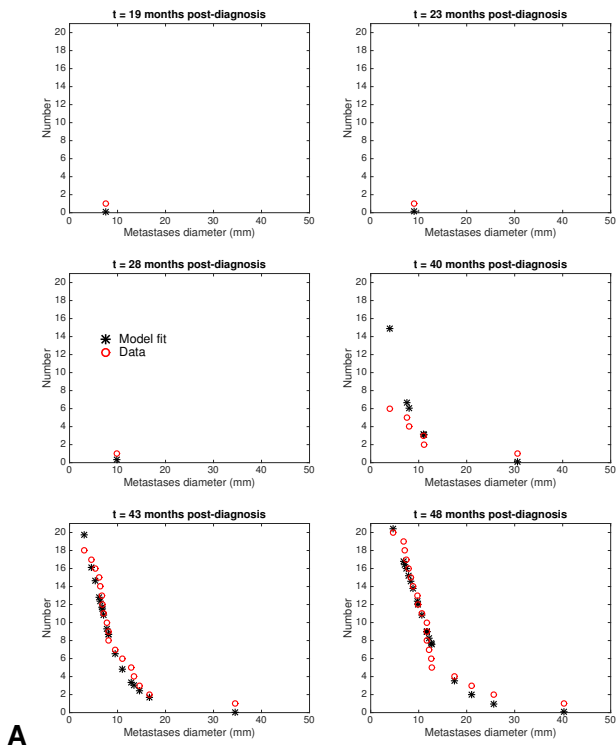 t = 19 months post-diagnosis
20
18
16
14
12
10
8
6
4
2
0
Number
0 10 20 30 40 50
Metastases diameter (mm)
t = 23 months post-diagnosis
20
18
16
14
12
10
8
6
4
2
0
Number
0 10 20 30 40 50
Metastases diameter (mm)
t = 28 months post-diagnosis
20
18
16
14
12
10
8
6
4
2
0
Number
Model fit
Data
0 10 20 30 40 50
Metastases diameter (mm)
t = 40 months post-diagnosis
20
18
16
14
12
10
8
6
4
2
0
Number
0 10 20 30 40 50
Metastases diameter (mm)
t = 43 months post-diagnosis
20
18
16
14
12
10
8
6
4
2
0
Number
0 10 20 30 40 50
Metastases diameter (mm)
t = 48 months post-diagnosis
20
18
16
14
12
10
8
6
4
2
0
Number
0 10 20 30 40 50
Metastases diameter (mm)
A